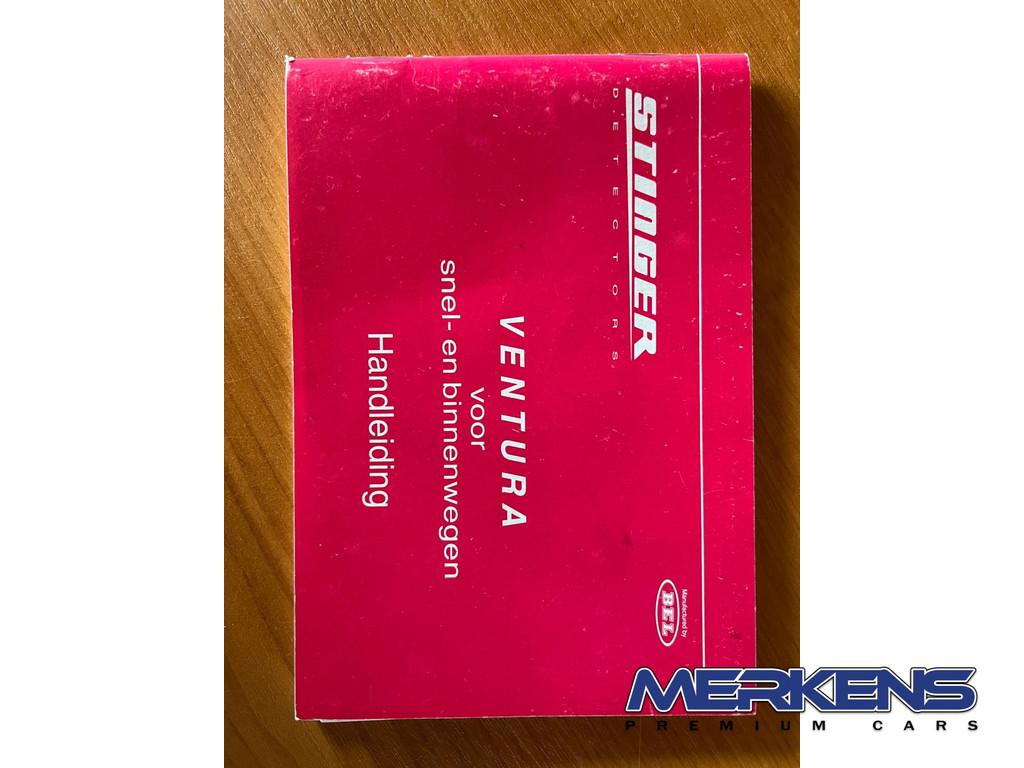 STINGER
DETECTORS
VENTURA
voor
snel- en binnenwegen
Handleiding
Manufactured by
BEL
MERKENS
PREMIUM CARS